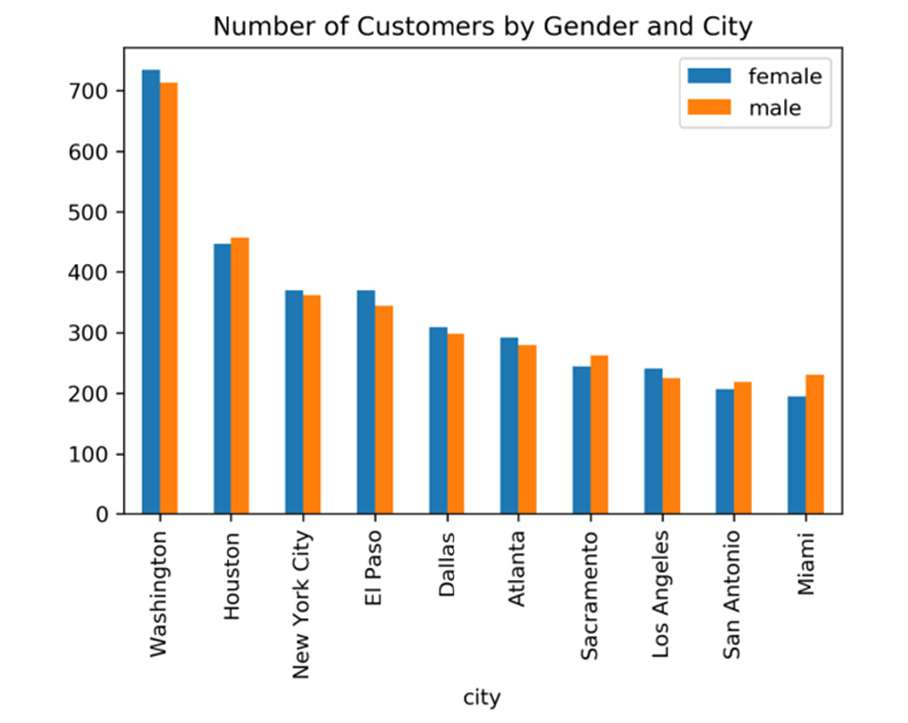 Number of Customers by Gender and City
female
male
700
600
500
400
300
200
100
0
Washington
Houston
New York City
El Paso
Dallas
Atlanta
Sacramento
Los Angeles
San Antonio
Miami
city